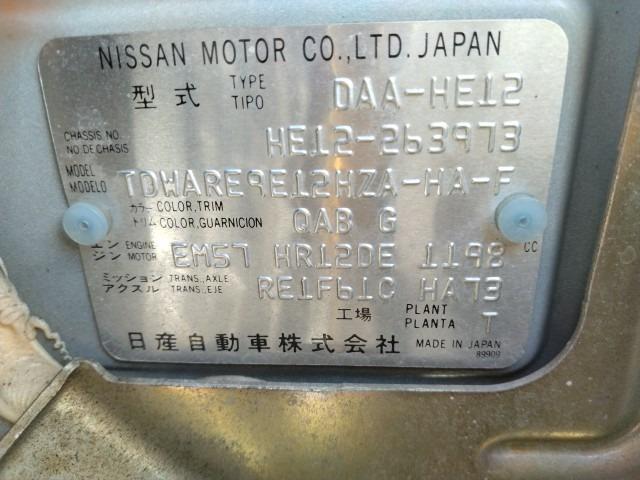 NISSAN MOTOR CO., LTD. JAPAN
型式 TYPE TIPO DAA-HE12
CHASSIS NO. NO. DE CHASIS HE12-263973
MODEL MODELO TDWARE9E12HZA-HA-F
カラー COLOR,TRIM
トリム COLOR,GUARNICION QAB G
エン ENGINE
ジン MOTOR EM57 HR12DE 1198 CC
ミッション TRANS.,AXLE
アクスル TRANS.,EJE RE1F61C HA73
工場 PLANT PLANTA T
日産自動車株式会社 MADE IN JAPAN
89909